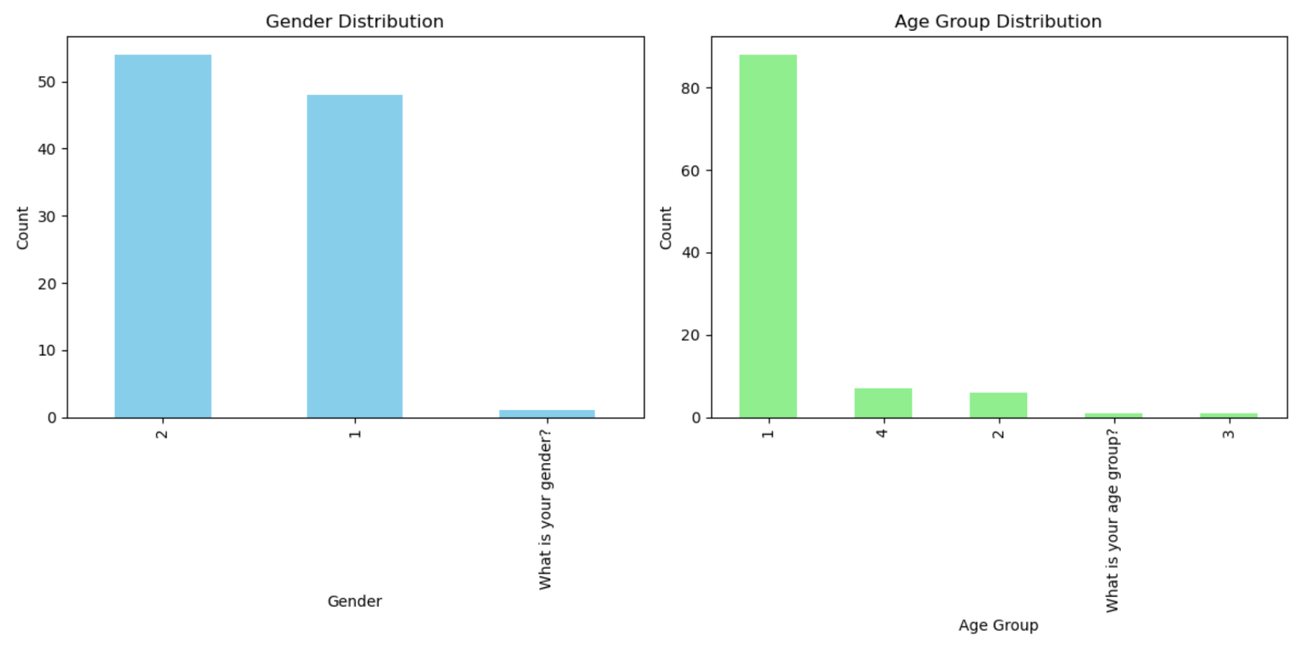 Gender Distribution
Count
50
40
30
20
10
0
2
1
What is your gender?
Gender
Age Group Distribution
Count
80
60
40
20
0
1
4
2
What is your age group?
3
Age Group